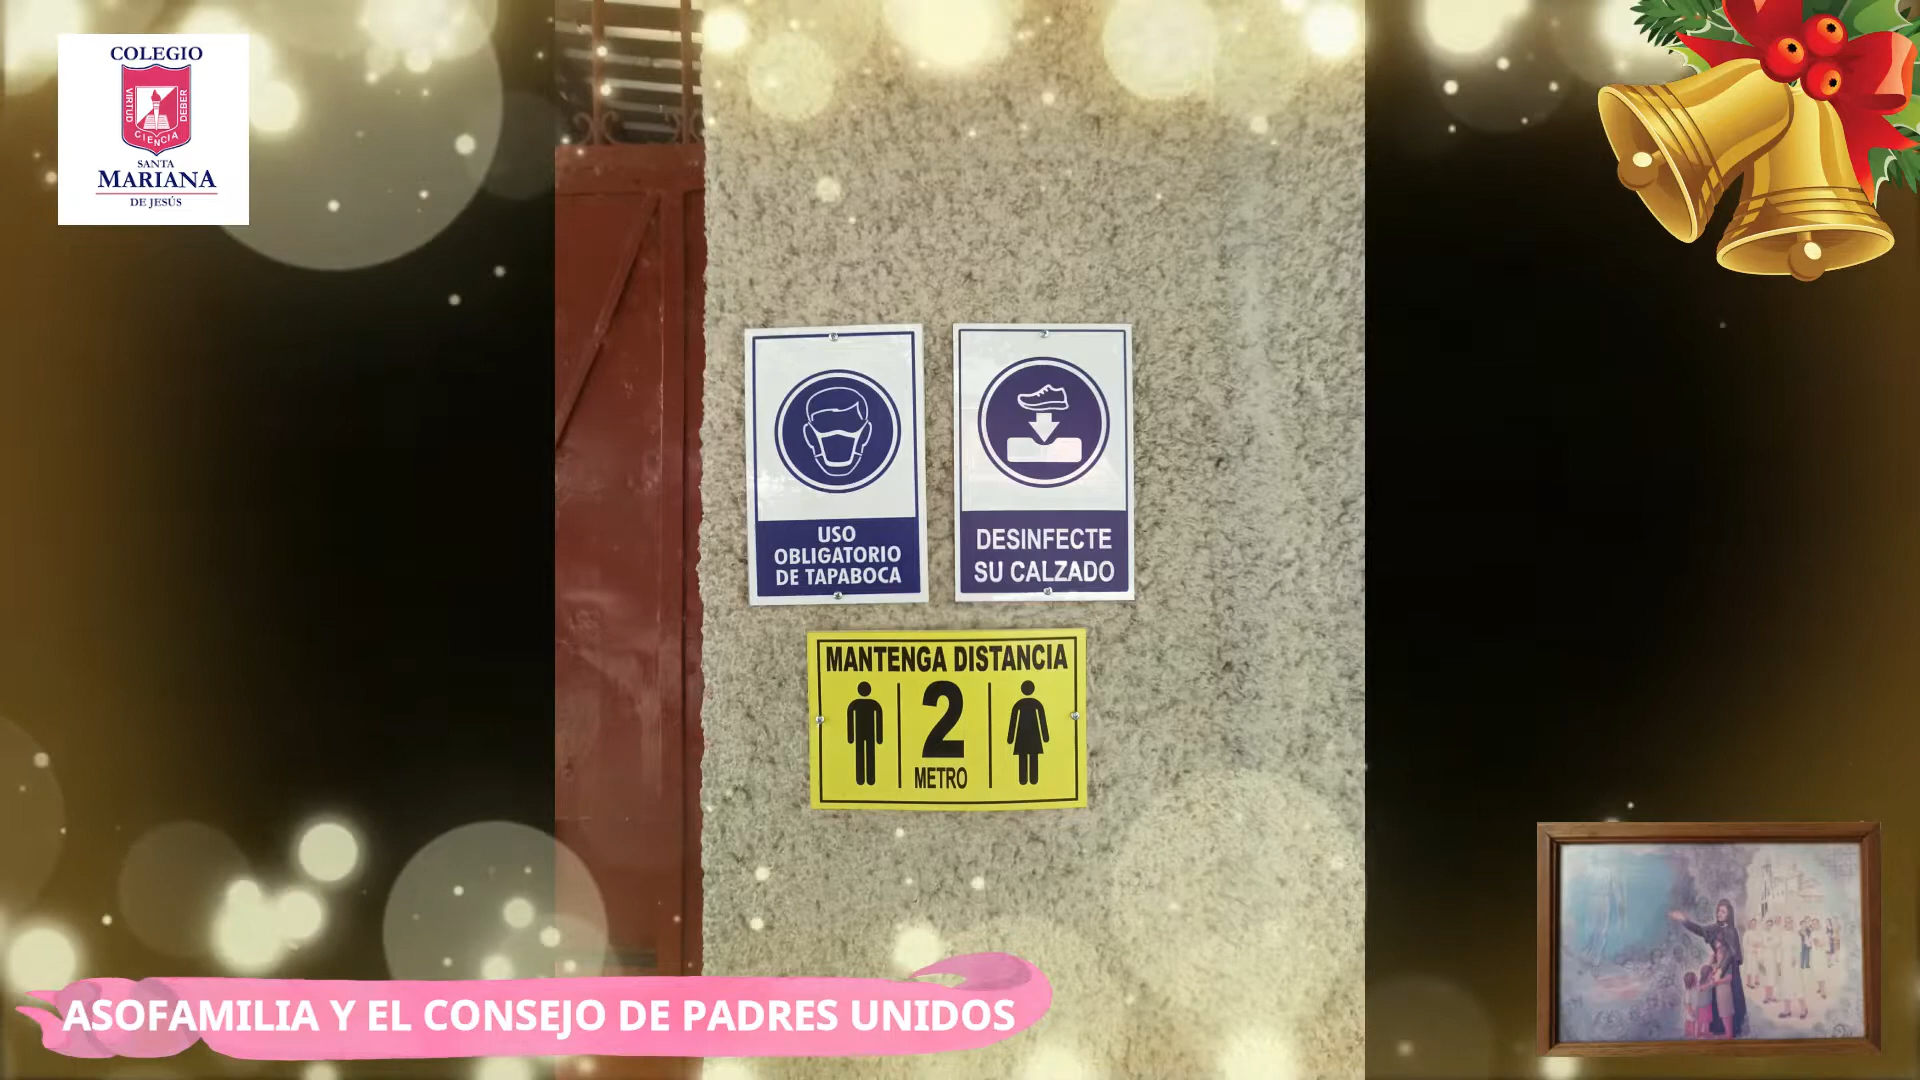 COLEGIO
VIRTUD
DEBER
CIENCIA
SANTA
MARIANA
DE JESÚS
USO
OBLIGATORIO
DE TAPABOCA
DESINFECTE
SU CALZADO
MANTENGA DISTANCIA
2
METRO
ASOFAMILIA Y EL CONSEJO DE PADRES UNIDOS